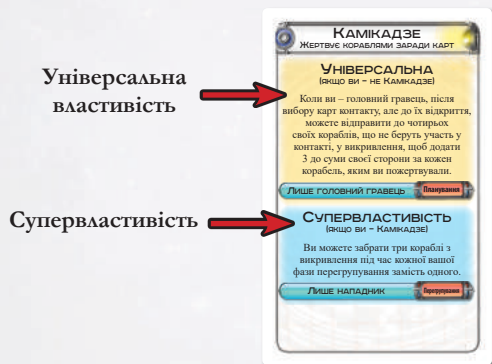 Універсальна
властивість
Супервластивість
Камікадзе
Жертвує кораблями заради карт
Універсальна
(якщо ви – не Камікадзе)
Коли ви – головний гравець, після
вибору карт контакту, але до їх відкриття,
можете відправити до чотирьох
своїх кораблів, що не беруть участь у
контакті, у викривлення, щоб додати
3 до суми своєї сторони за кожен
корабель, яким ви пожертвували.
Лише головний гравець
Планування
Супервластивість
(якщо ви – Камікадзе)
Ви можете забрати три кораблі з
викривлення під час кожної вашої
фази перегрупування замість одного.
Лише нападник
Перегрупування